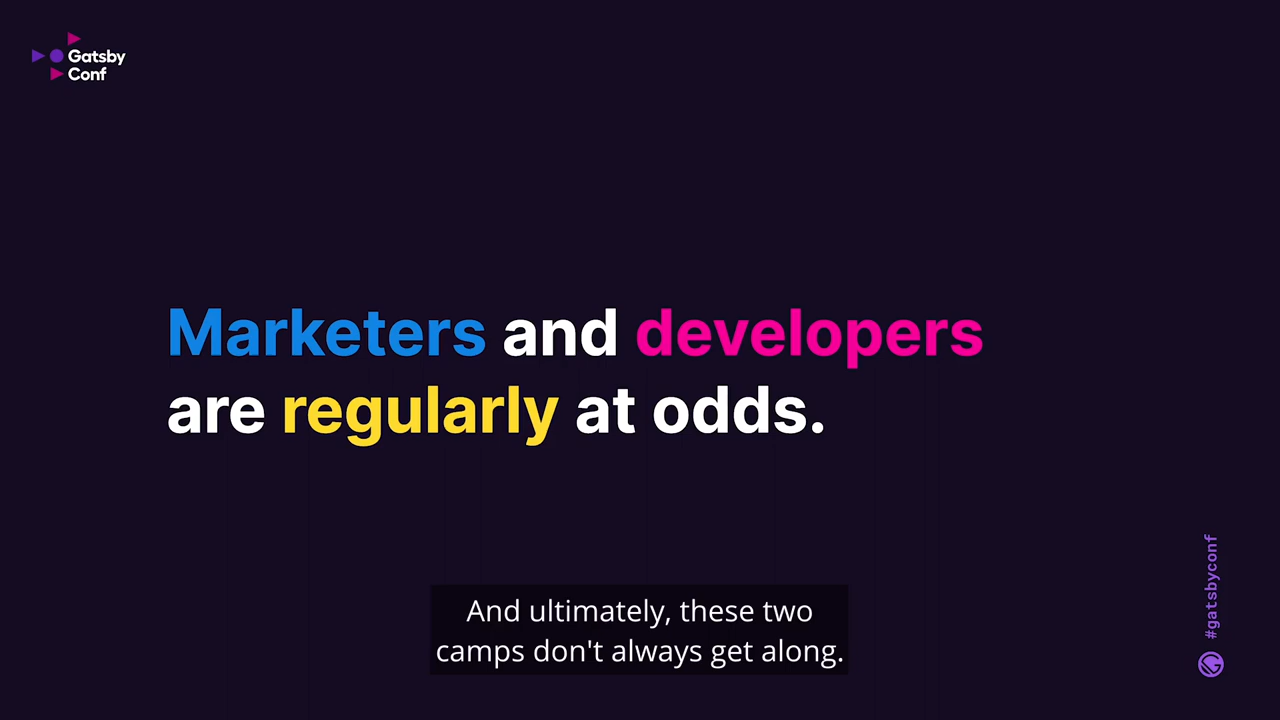 Gatsby
Conf
Marketers and developers
are regularly at odds.
And ultimately, these two
camps don't always get along.
#gatsbyconf